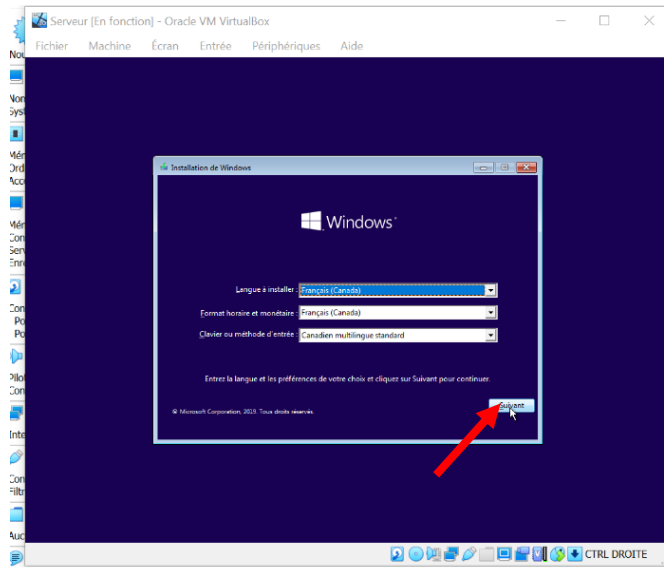 Serveur [En fonction] - Oracle VM VirtualBox
Fichier Machine Écran Entrée Périphériques Aide
Installation de Windows
Windows
Langue à installer : Français (Canada)
Format horaire et monétaire : Français (Canada)
Clavier ou méthode d'entrée : Canadien multilingue standard
Entrez la langue et les préférences de votre choix et cliquez sur Suivant pour continuer.
Suivant
© Microsoft Corporation, 2019. Tous droits réservés.
CTRL DROITE